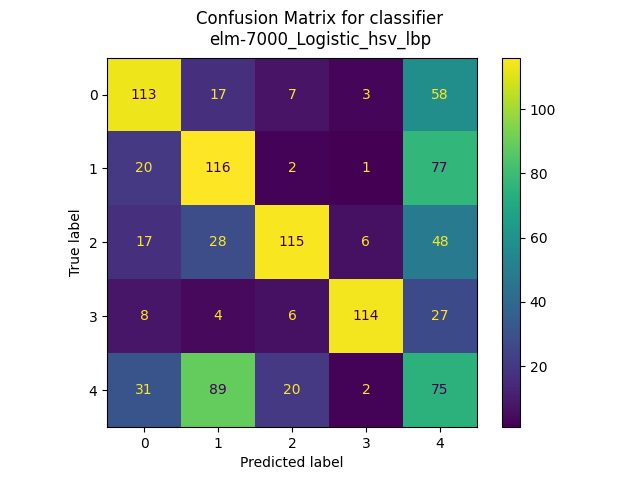 Confusion Matrix for classifier
elm-7000_Logistic_hsv_lbp
0 113 17 7 3 58
1 20 116 2 1 77
2 17 28 115 6 48
3 8 4 6 114 27
4 31 89 20 2 75
0 1 2 3 4
Predicted label
True label
100
80
60
40
20